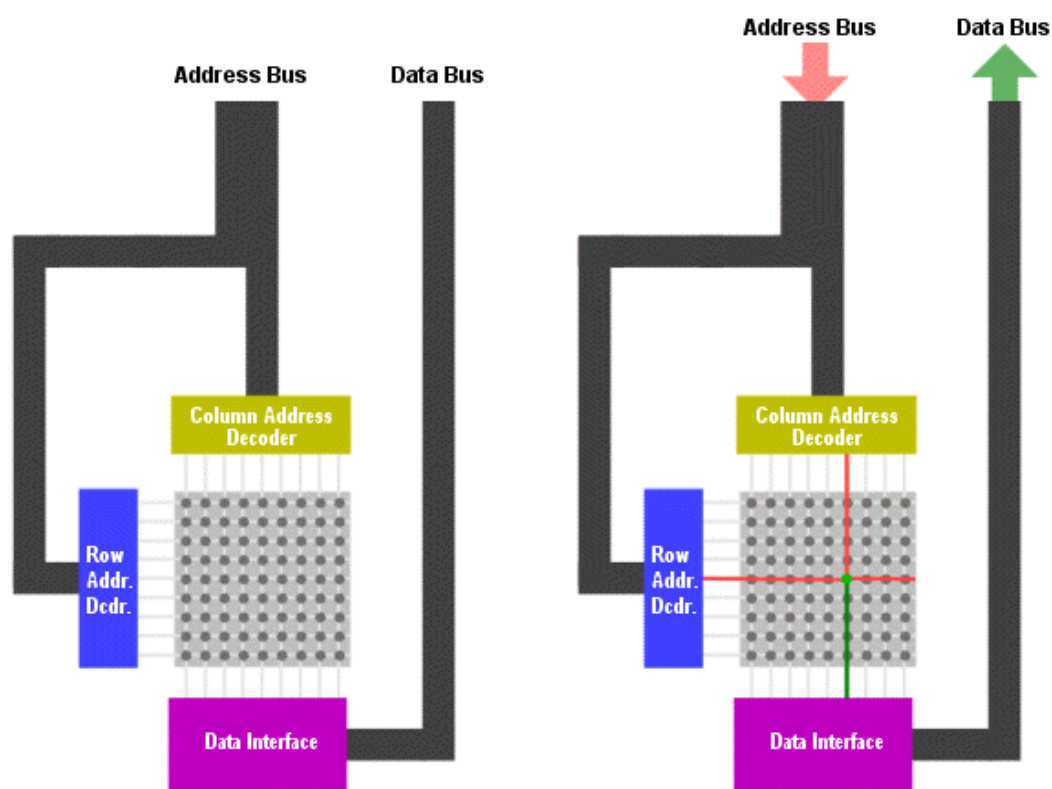 Address Bus
Data Bus
Address Bus
Data Bus
Column Address
Decoder
Row
Addr.
Dcdr.
Data Interface
Column Address
Decoder
Row
Addr.
Dcdr.
Data Interface